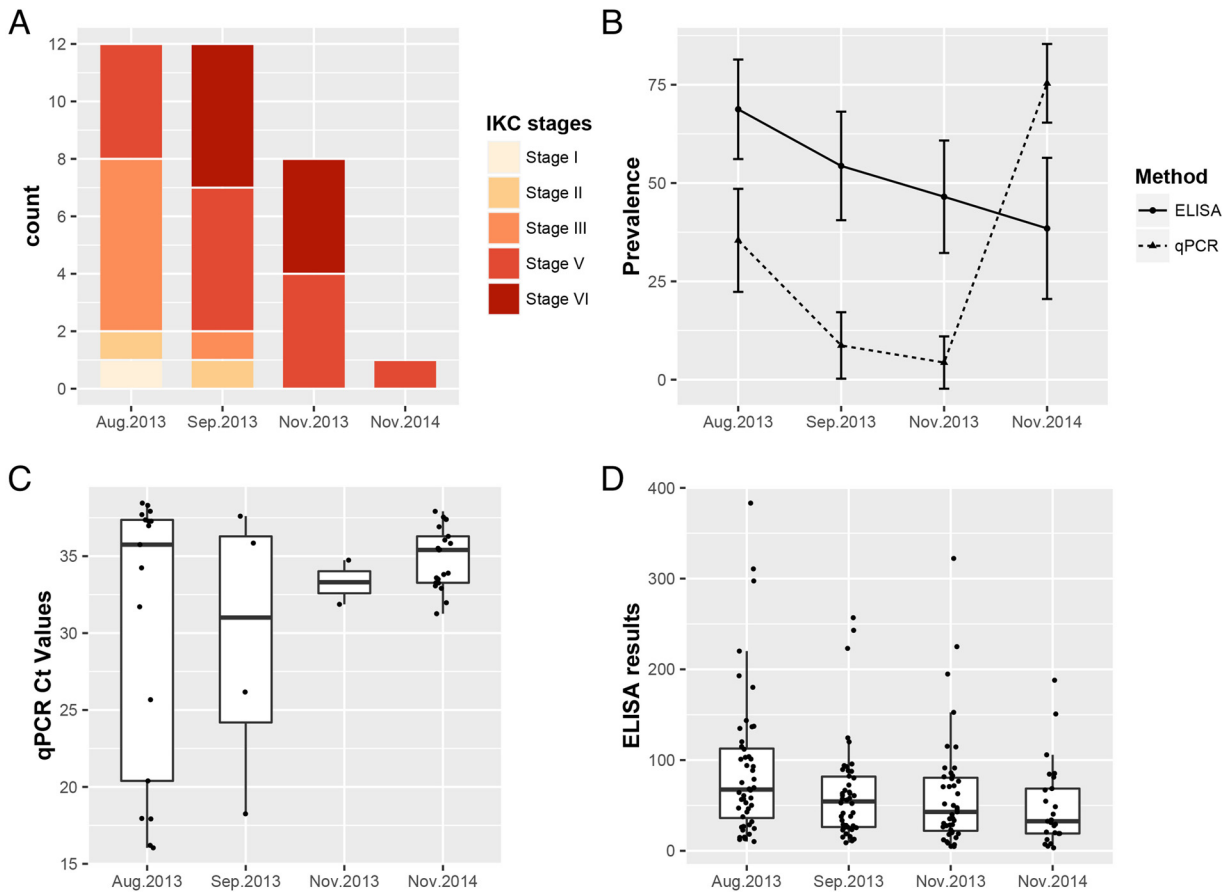 A
count
12
10
8
6
4
2
0
Aug.2013 Sep.2013 Nov.2013 Nov.2014
IKC stages
Stage I
Stage II
Stage III
Stage V
Stage VI
B
Prevalence
75
50
25
0
Aug.2013 Sep.2013 Nov.2013 Nov.2014
Method
ELISA
qPCR
C
qPCR Ct Values
35
30
25
20
15
Aug.2013 Sep.2013 Nov.2013 Nov.2014
D
ELISA results
400
300
200
100
0
Aug.2013 Sep.2013 Nov.2013 Nov.2014